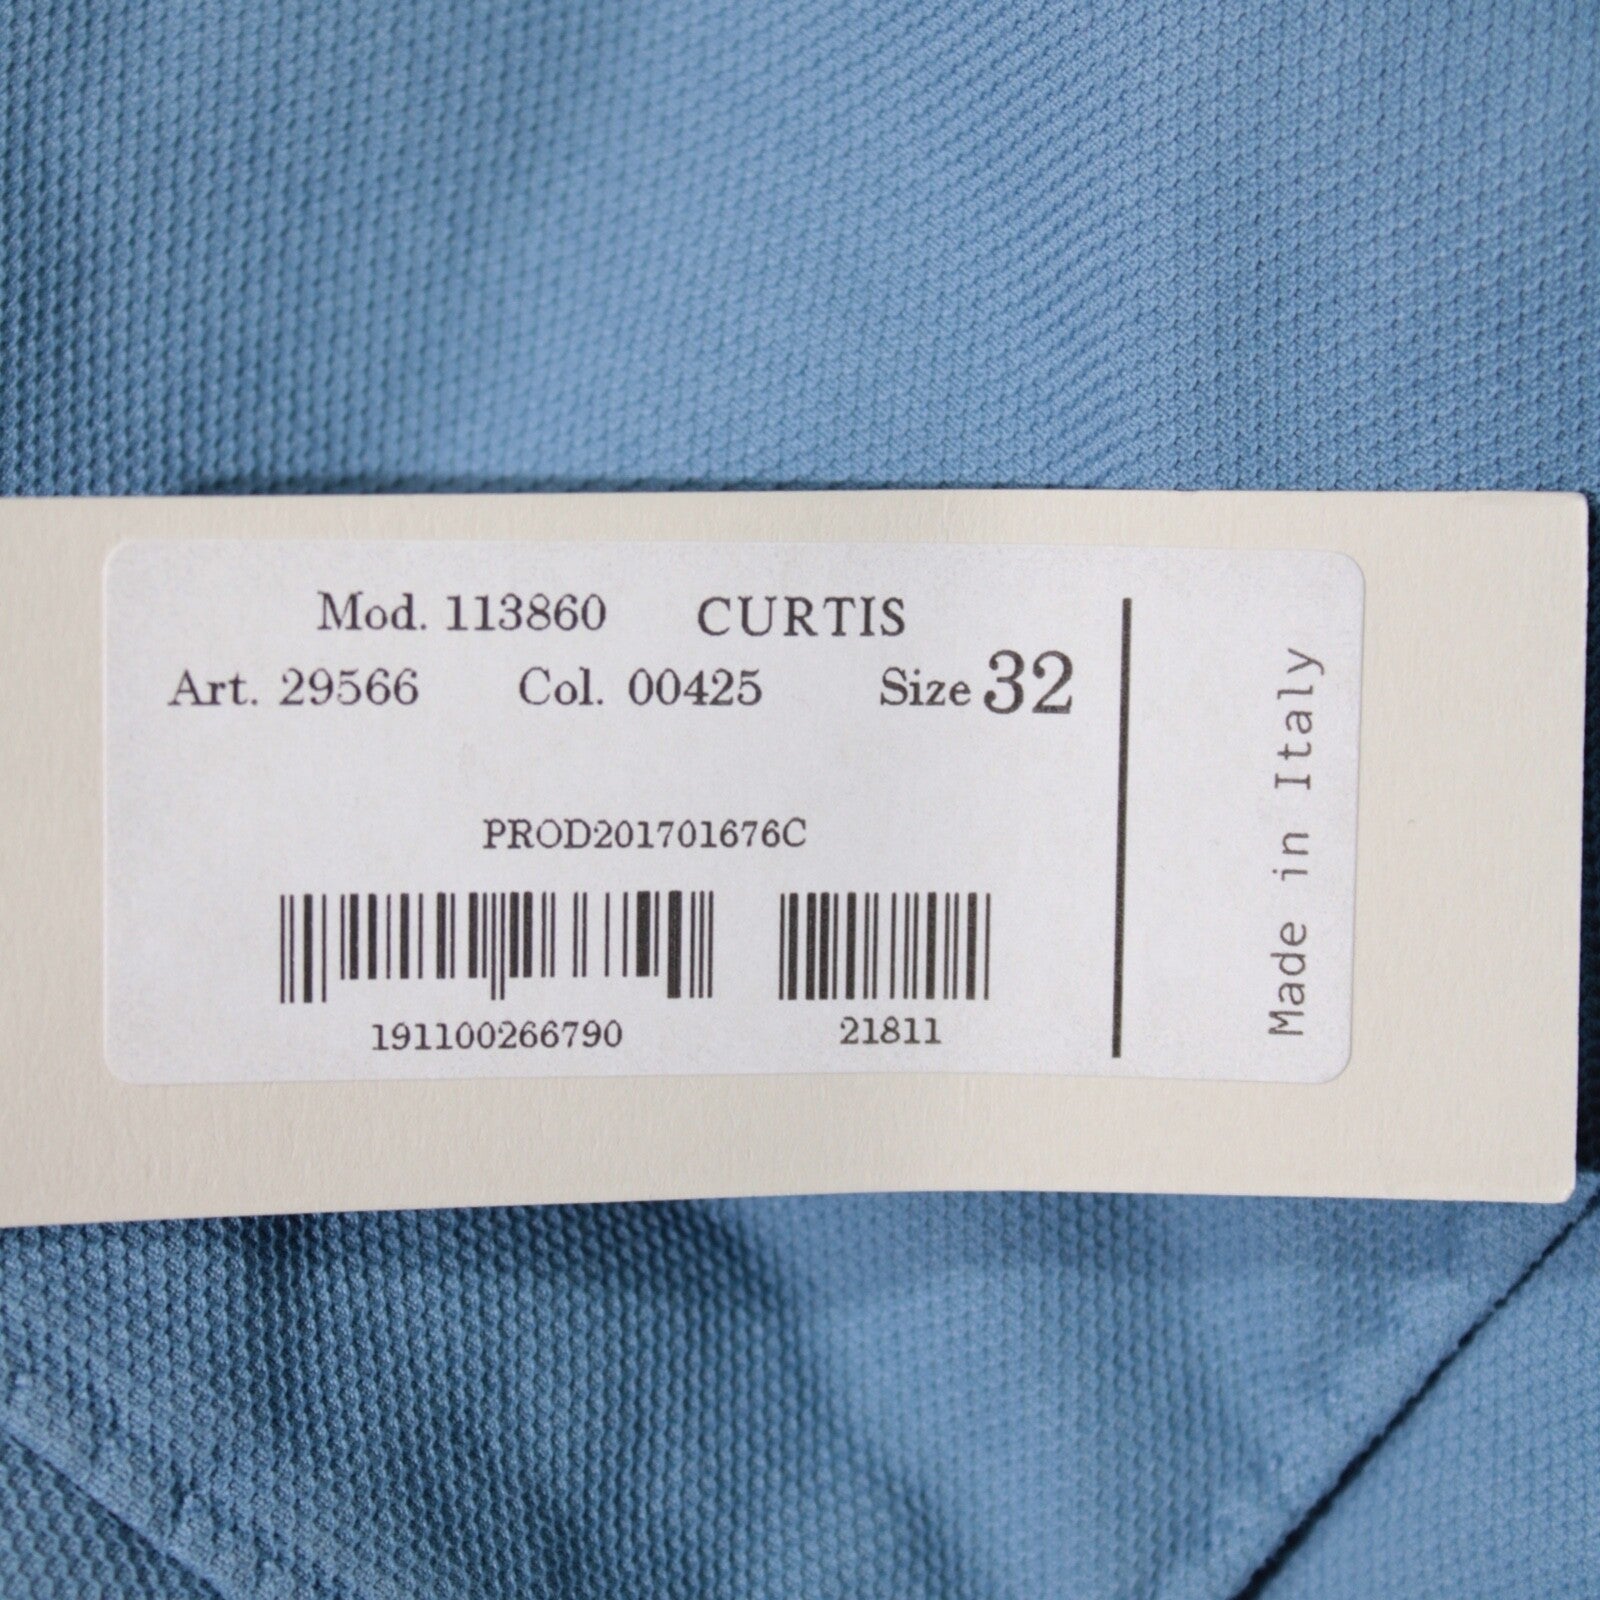 Mod. 113860 CURTIS
Art. 29566 Col. 00425 Size 32
PROD201701676C
191100266790 21811
Made in Italy